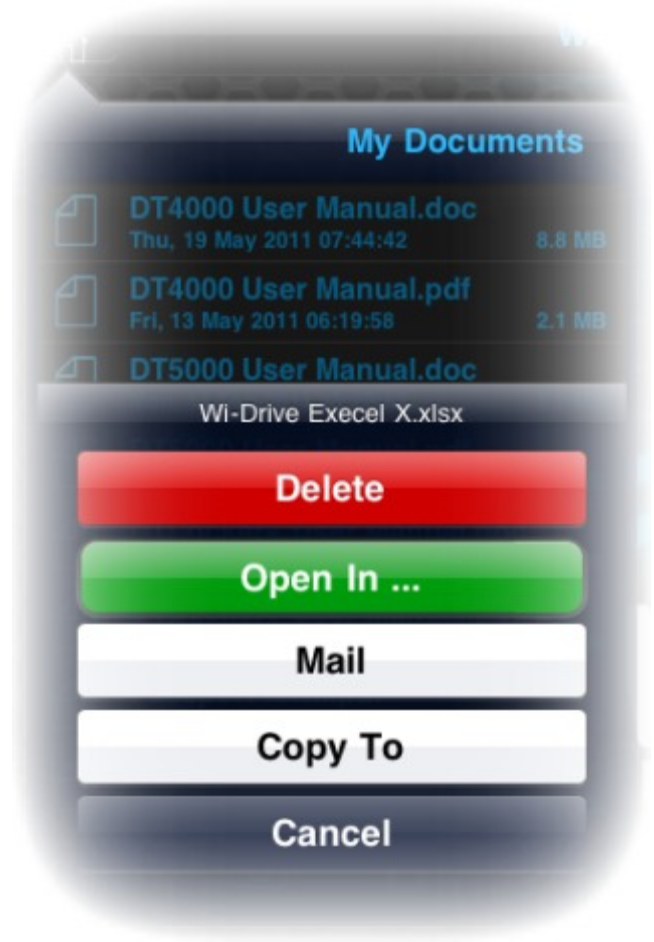 My Documents
DT4000 User Manual.doc
Thu, 19 May 2011 07:44:42 8.8 MB
DT4000 User Manual.pdf
Fri, 13 May 2011 06:19:58 2.1 MB
DT5000 User Manual.doc
Wi-Drive Execel X.xlsx
Delete
Open In ...
Mail
Copy To
Cancel